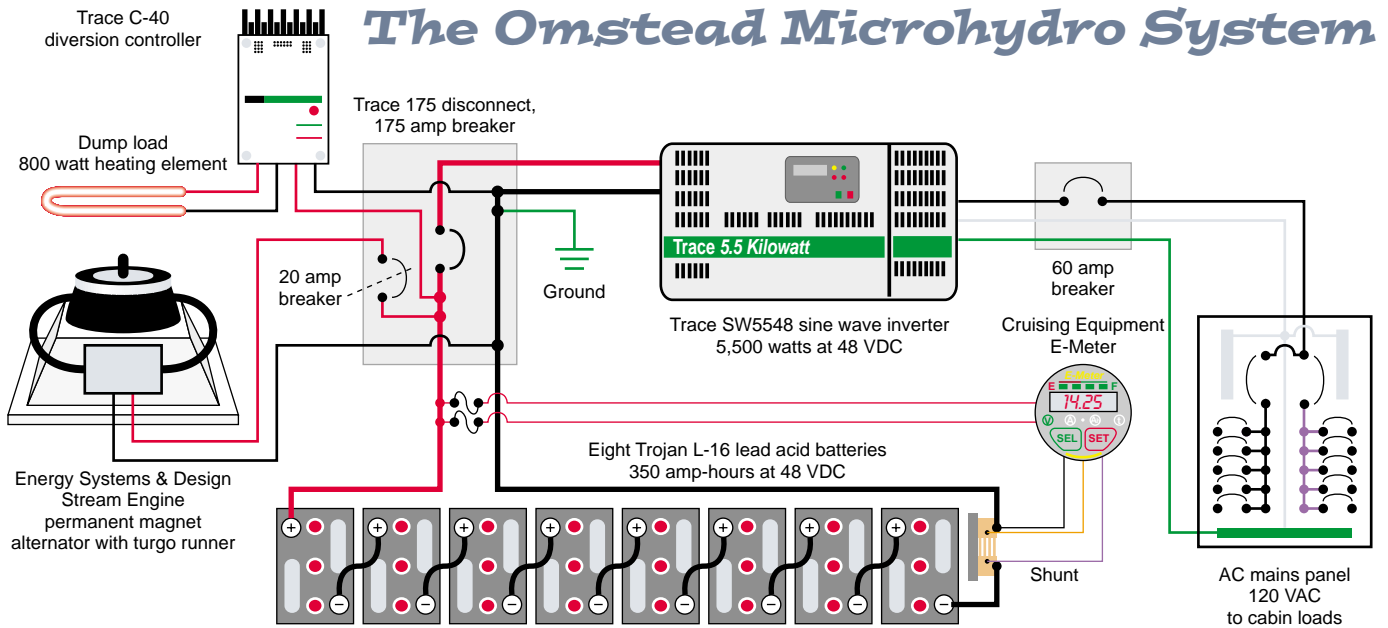 The Omstead Microhydro System
Trace C-40
diversion controller
Dump load
800 watt heating element
Trace 175 disconnect,
175 amp breaker
20 amp
breaker
Ground
Trace 5.5 Kilowatt
Trace SW5548 sine wave inverter
5,500 watts at 48 VDC
60 amp
breaker
Cruising Equipment
E-Meter
E-Meter
E F
14.25
V A
SEL SET
Energy Systems & Design
Stream Engine
permanent magnet
alternator with turgo runner
Eight Trojan L-16 lead acid batteries
350 amp-hours at 48 VDC
+ + + + + + + +
− − − − − − − −
Shunt
AC mains panel
120 VAC
to cabin loads